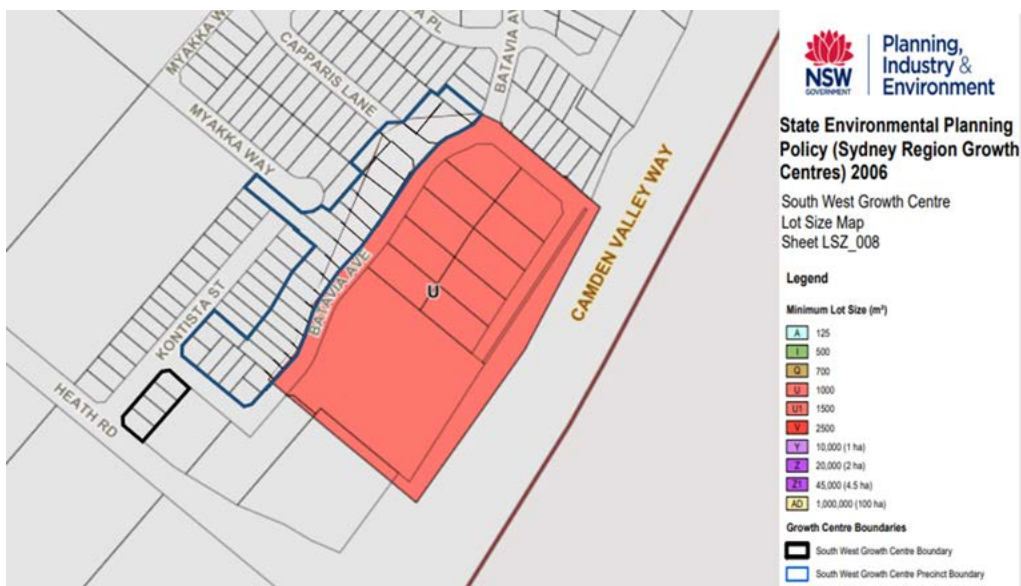 MYAKKA W
A PL
BATAVIA AV
CAPPARIS LANE
MYAKKA WAY
KONTISTA ST
BATAVIA AVE
U
HEATH RD
CAMDEN VALLEY WAY
NSW
GOVERNMENT
Planning,
Industry &
Environment
State Environmental Planning
Policy (Sydney Region Growth
Centres) 2006
South West Growth Centre
Lot Size Map
Sheet LSZ_008
Legend
Minimum Lot Size (m²)
A 125
I 500
Q 700
U 1000
U1 1500
V 2500
Y 10,000 (1 ha)
Z 20,000 (2 ha)
Z1 45,000 (4.5 ha)
AD 1,000,000 (100 ha)
Growth Centre Boundaries
South West Growth Centre Boundary
South West Growth Centre Precinct Boundary